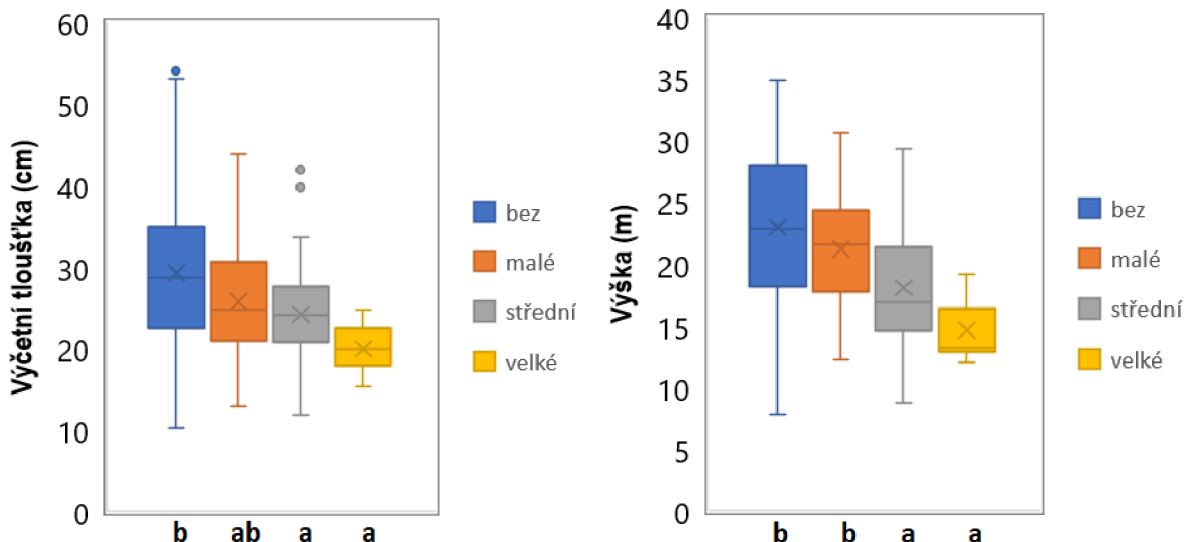 Výčetní tloušťka (cm)
60
50
40
30
20
10
0
b ab a a
bez
malé
střední
velké
Výška (m)
40
35
30
25
20
15
10
5
0
b b a a
bez
malé
střední
velké